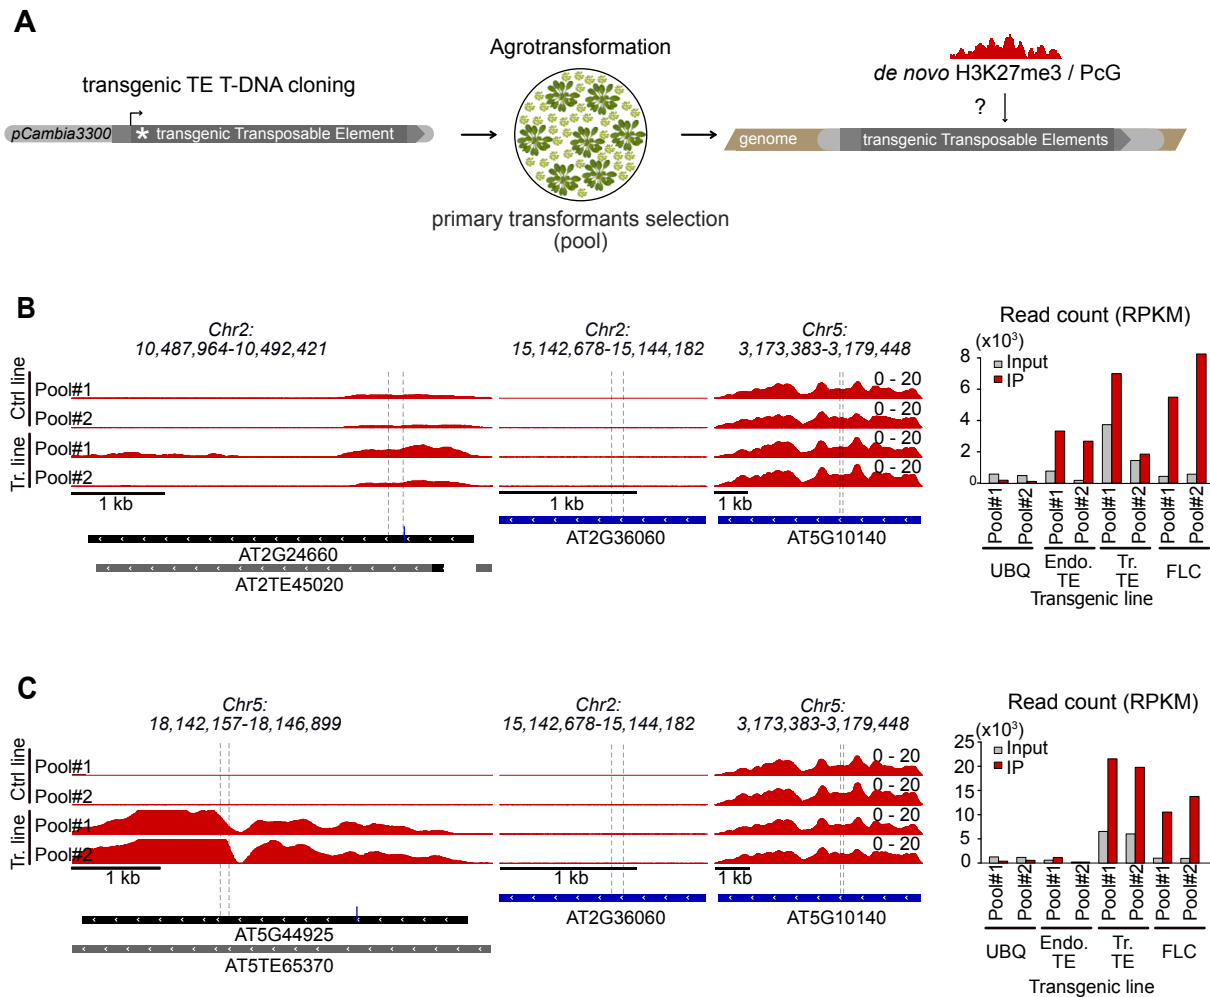 A
transgenic TE T-DNA cloning
pCambia3300
* transgenic Transposable Element
Agrotransformation
primary transformants selection
(pool)
de novo H3K27me3 / PcG
?
genome
transgenic Transposable Elements
B
Chr2:
10,487,964-10,492,421
Chr2:
15,142,678-15,144,182
Chr5:
3,173,383-3,179,448
Ctrl line
Tr. line
Pool#1
Pool#2
Pool#1
Pool#2
0 - 20
0 - 20
0 - 20
0 - 20
1 kb
1 kb
1 kb
AT2G24660
AT2TE45020
AT2G36060
AT5G10140
Read count (RPKM)
(x10³)
Input
IP
8
6
4
2
0
Pool#1
Pool#2
Pool#1
Pool#2
Pool#1
Pool#2
Pool#1
Pool#2
UBQ
Endo.
TE
Tr.
TE
FLC
Transgenic line
C
Chr5:
18,142,157-18,146,899
Chr2:
15,142,678-15,144,182
Chr5:
3,173,383-3,179,448
Ctrl line
Tr. line
Pool#1
Pool#2
Pool#1
Pool#2
0 - 20
0 - 20
0 - 20
0 - 20
1 kb
1 kb
1 kb
AT5G44925
AT5TE65370
AT2G36060
AT5G10140
Read count (RPKM)
(x10³)
Input
IP
25
20
15
10
5
0
Pool#1
Pool#2
Pool#1
Pool#2
Pool#1
Pool#2
Pool#1
Pool#2
UBQ
Endo.
TE
Tr.
TE
FLC
Transgenic line